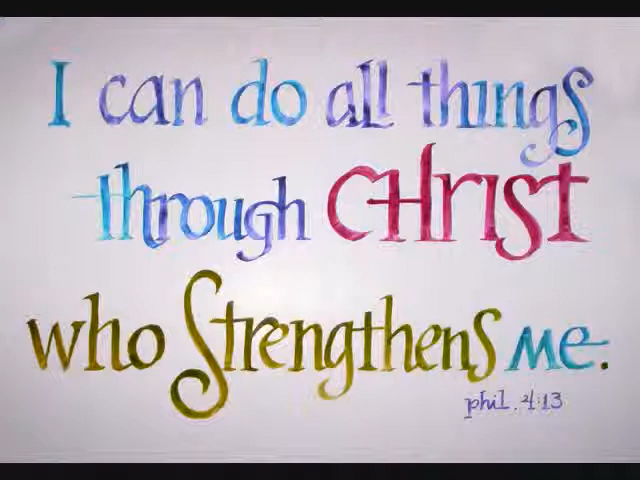 I can do all things
through CHrist
who Strengthens me.
phil. 4:13